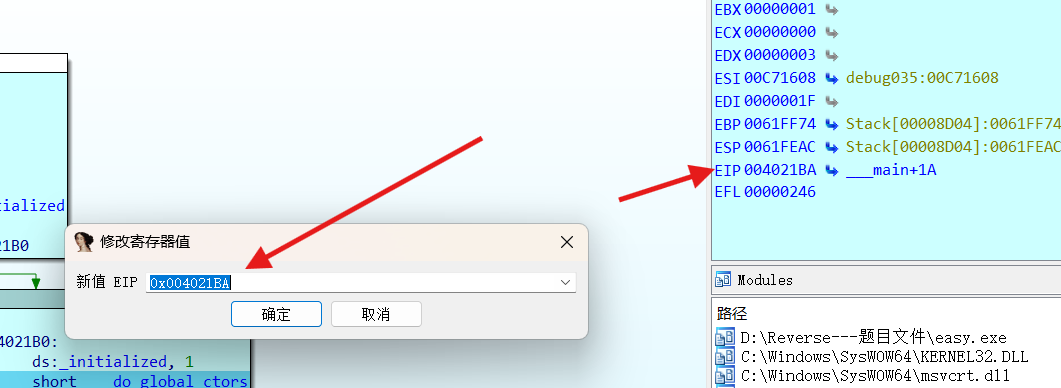 EBX 00000001
ECX 00000000
EDX 00000003
ESI 00C71608 debug035:00C71608
EDI 0000001F
EBP 0061FF74 Stack[00008D04]:0061FF74
ESP 0061FEAC Stack[00008D04]:0061FEAC
EIP 004021BA ___main+1A
EFL 00000246
tialized
21B0
修改寄存器值
新值 EIP 0x004021BA
确定 取消
Modules
路径
D:\Reverse---题目文件\easy.exe
C:\Windows\SysWOW64\KERNEL32.DLL
C:\Windows\SysWOW64\msvcrt.dll
04021B0:
ds:_initialized, 1
short do_global_ctors